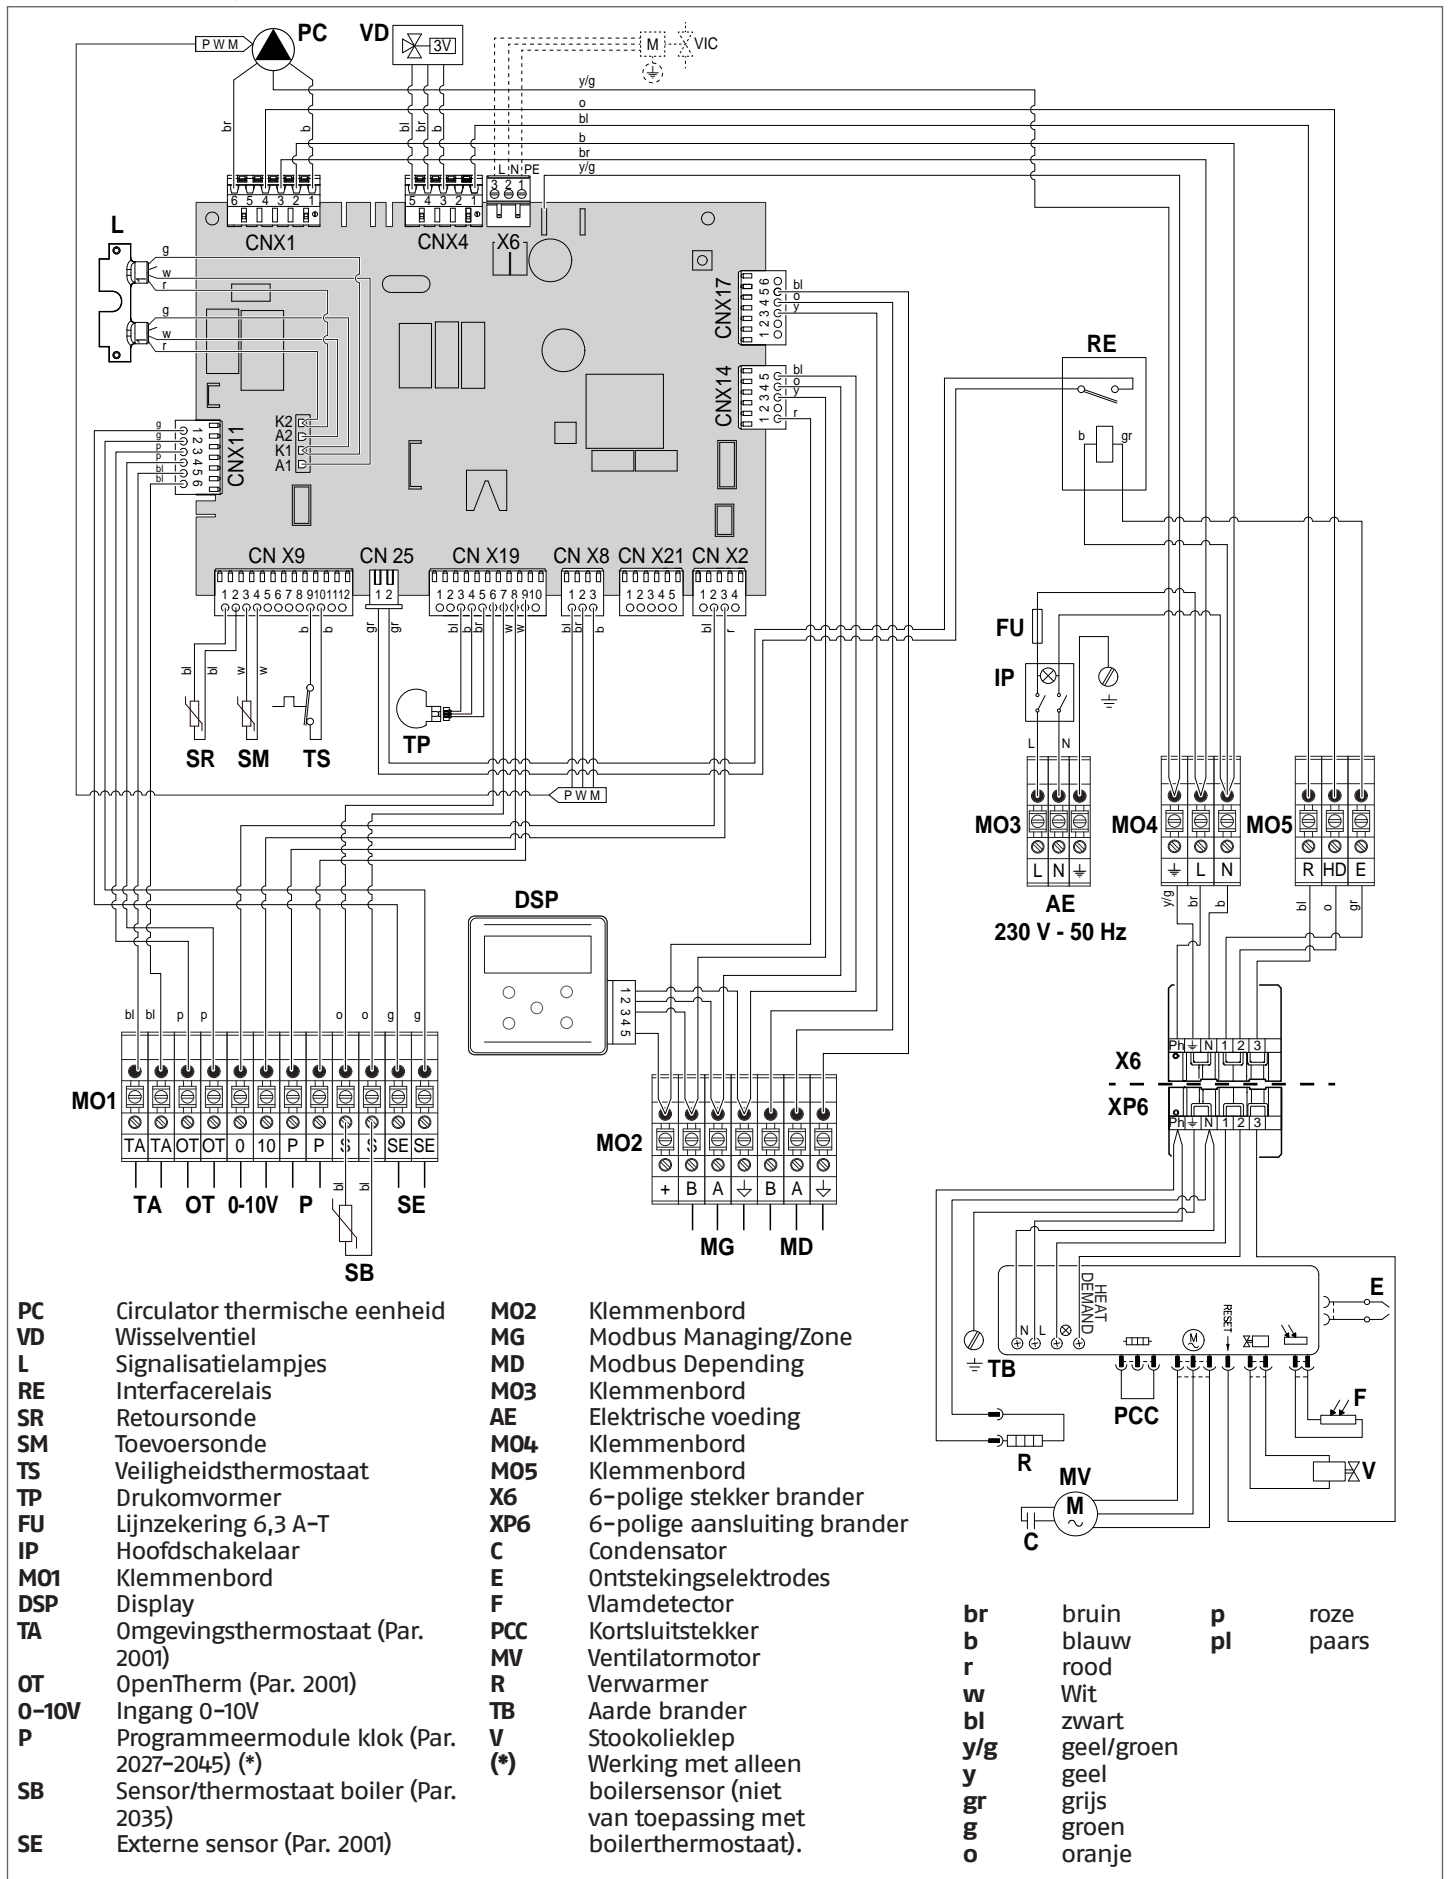 PWM
PC
VD
3V
M
VIC
y/g
o
bl
b
br
y/g
br
b
bl
br
b
L N PE
6 5 4 3 2 1
5 4 3 2 1
3 2 1
CNX1
CNX4
X6
L
g
w
r
g
w
r
K2
A2
K1
A1
CNX17
1 2 3 4 5 6
bl
o
y
CNX14
1 2 3 4 5
bl
o
y
r
CNX11
1 2 3 4 5 6
g
g
p
p
bl
bl
RE
b
gr
CN X9
CN 25
CN X19
CN X8
CN X21
CN X2
1 2 3 4 5 6 7 8 9 10 11 12
1 2
1 2 3 4 5 6 7 8 9 10
1 2 3
1 2 3 4 5
1 2 3 4
bl
bl
w
w
b
b
gr
gr
bl
b
br
w
w
bl
br
b
bl
r
SR
SM
TS
TP
PWM
FU
IP
L
N
MO3
L N
AE
230 V - 50 Hz
MO4
L N
MO5
R HD E
y/g
br
b
bl
o
gr
DSP
1 2 3 4 5
X6
Ph N 1 2 3
XP6
Ph N 1 2 3
bl
bl
p
p
o
o
g
g
MO1
TA TA OT OT 0 10 P P S S SE SE
TA
OT
0-10V
P
SE
bl
bl
SB
MO2
+ B A B A
MG
MD
HEAT DEMAND
N L
RESET
M
TB
PCC
E
F
R
MV
M
C
V
PC Circulator thermische eenheid
VD Wisselventiel
L Signalisatielampjes
RE Interfacerelais
SR Retoursonde
SM Toevoersonde
TS Veiligheidsthermostaat
TP Drukomvormer
FU Lijnzekering 6,3 A-T
IP Hoofdschakelaar
MO1 Klemmenbord
DSP Display
TA Omgevingsthermostaat (Par.
2001)
OT OpenTherm (Par. 2001)
0-10V Ingang 0-10V
P Programmeermodule klok (Par.
2027-2045) (*)
SB Sensor/thermostaat boiler (Par.
2035)
SE Externe sensor (Par. 2001)
MO2 Klemmenbord
MG Modbus Managing/Zone
MD Modbus Depending
MO3 Klemmenbord
AE Elektrische voeding
MO4 Klemmenbord
MO5 Klemmenbord
X6 6-polige stekker brander
XP6 6-polige aansluiting brander
C Condensator
E Ontstekingselektrodes
F Vlamdetector
PCC Kortsluitstekker
MV Ventilatormotor
R Verwarmer
TB Aarde brander
V Stookolieklep
(*) Werking met alleen
boilersensor (niet
van toepassing met
boilerthermostaat).
br bruin
b blauw
r rood
w Wit
bl zwart
y/g geel/groen
y geel
gr grijs
g groen
o oranje
p roze
pl paars